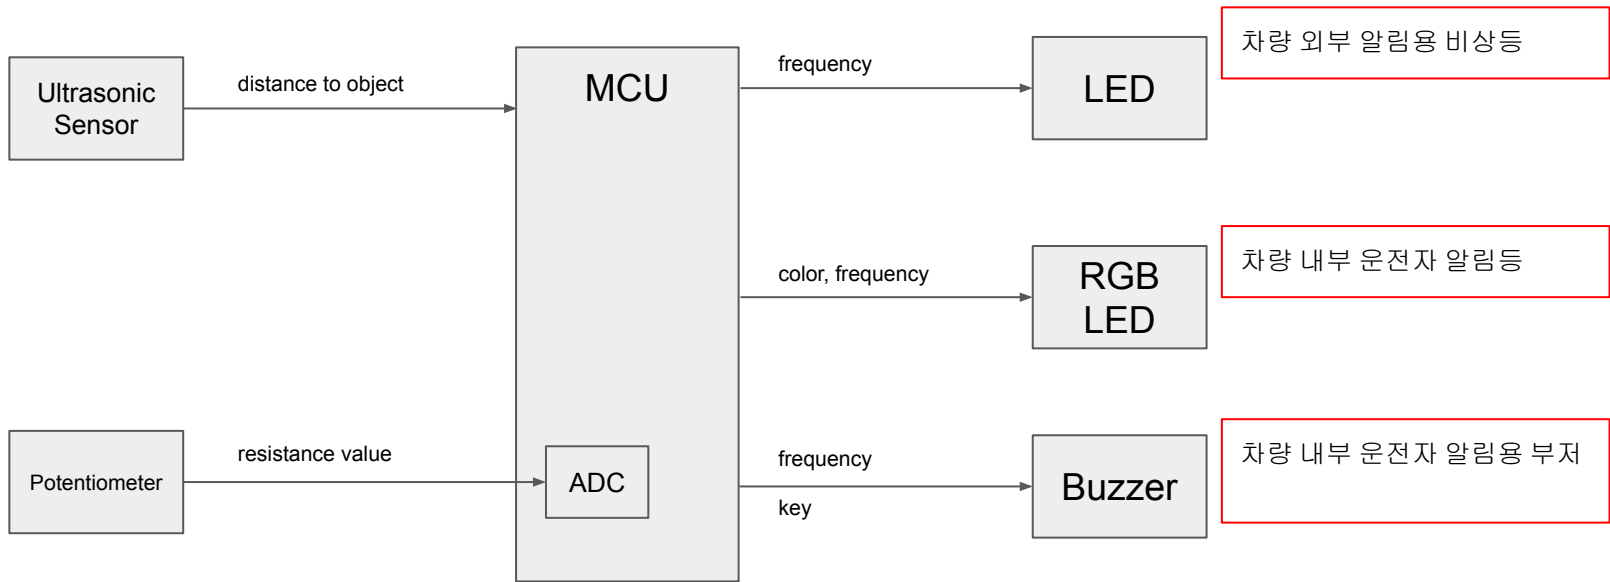 Ultrasonic
Sensor
distance to object
MCU
frequency
LED
차량 외부 알림용 비상등
color, frequency
RGB
LED
차량 내부 운전자 알림등
Potentiometer
resistance value
ADC
frequency
key
Buzzer
차량 내부 운전자 알림용 부저